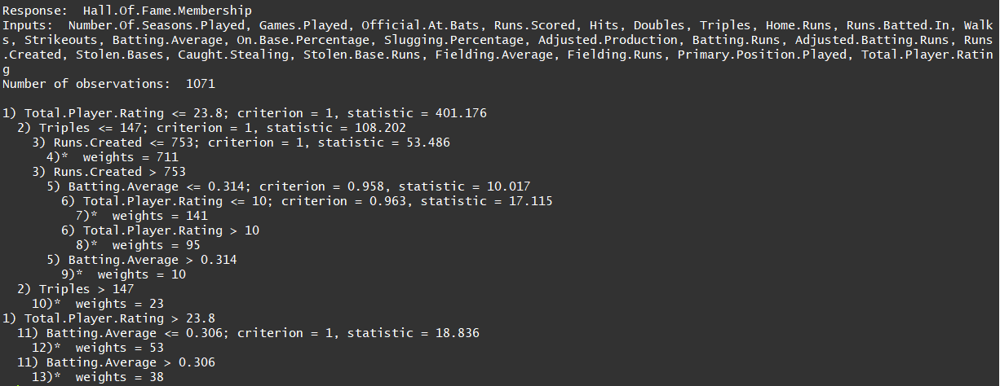 Response:  Hall.Of.Fame.Membership
Inputs:  Number.Of.Seasons.Played, Games.Played, Official.At.Bats, Runs.Scored, Hits, Doubles, Triples, Home.Runs, Runs.Batted.In, Walk
s, Strikeouts, Batting.Average, On.Base.Percentage, Slugging.Percentage, Adjusted.Production, Batting.Runs, Adjusted.Batting.Runs, Runs
.Created, Stolen.Bases, Caught.Stealing, Stolen.Base.Runs, Fielding.Average, Fielding.Runs, Primary.Position.Played, Total.Player.Ratin
g
Number of observations:  1071

1) Total.Player.Rating <= 23.8; criterion = 1, statistic = 401.176
  2) Triples <= 147; criterion = 1, statistic = 108.202
    3) Runs.Created <= 753; criterion = 1, statistic = 53.486
      4)*  weights = 711
    3) Runs.Created > 753
      5) Batting.Average <= 0.314; criterion = 0.958, statistic = 10.017
        6) Total.Player.Rating <= 10; criterion = 0.963, statistic = 17.115
          7)*  weights = 141
        6) Total.Player.Rating > 10
          8)*  weights = 95
      5) Batting.Average > 0.314
        9)*  weights = 10
  2) Triples > 147
    10)*  weights = 23
1) Total.Player.Rating > 23.8
  11) Batting.Average <= 0.306; criterion = 1, statistic = 18.836
    12)*  weights = 53
  11) Batting.Average > 0.306
    13)*  weights = 38